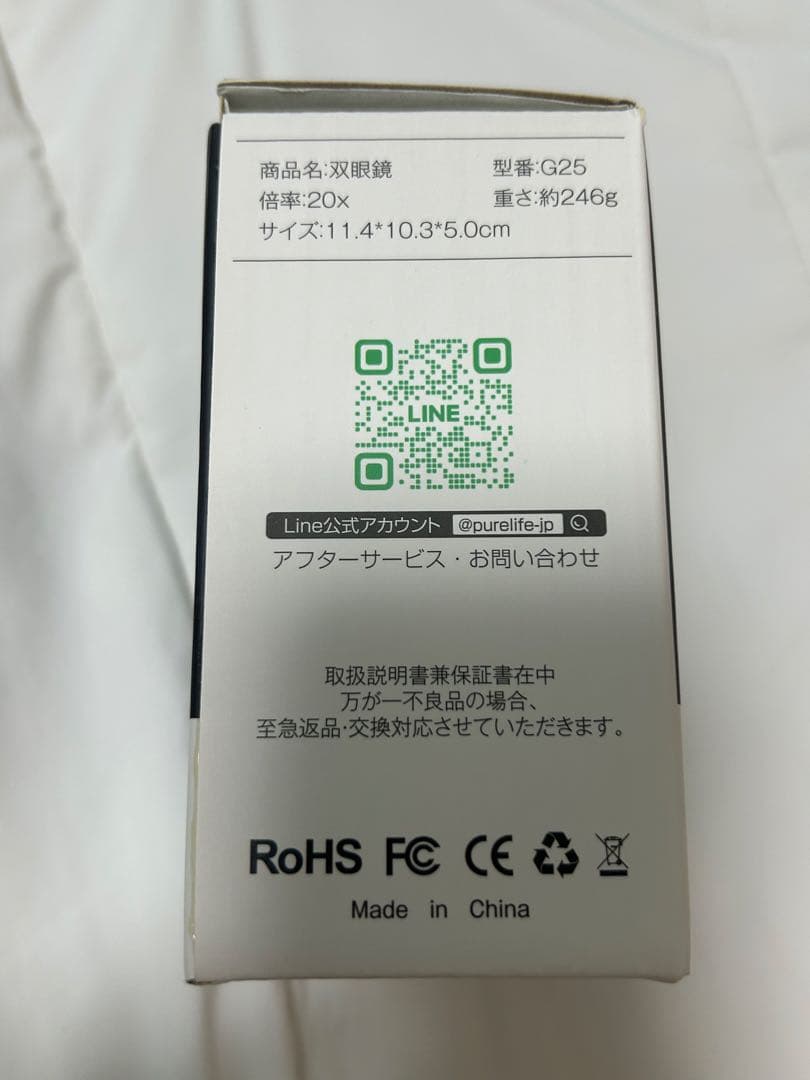 商品名:双眼鏡 型番:G25
倍率:20x 重さ:約246g
サイズ:11.4*10.3*5.0cm
LINE
Line公式アカウント @purelife-jp
アフターサービス・お問い合わせ
取扱説明書兼保証書在中
万が一不良品の場合、
至急返品・交換対応させていただきます。
RoHS FC CE
Made in China